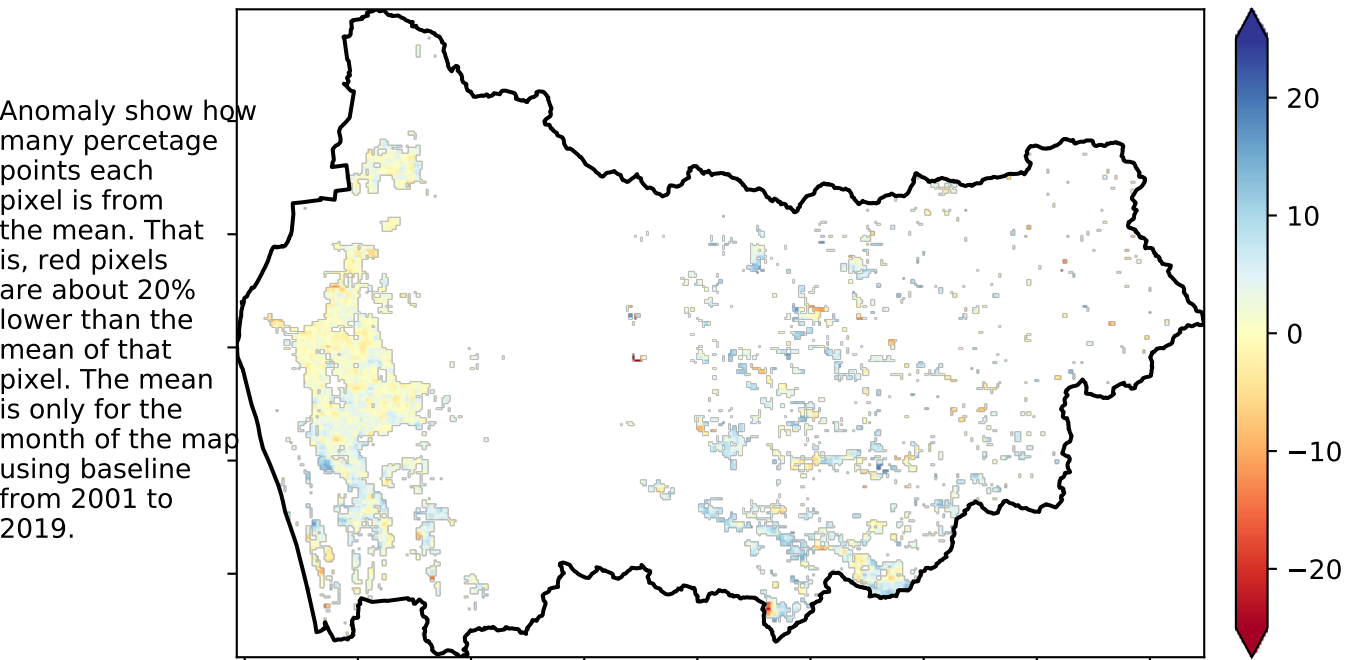 Anomaly show how
many percetage
points each
pixel is from
the mean. That
is, red pixels
are about 20%
lower than the
mean of that
pixel. The mean
is only for the
month of the map
using baseline
from 2001 to
2019.
20
10
0
−10
−20